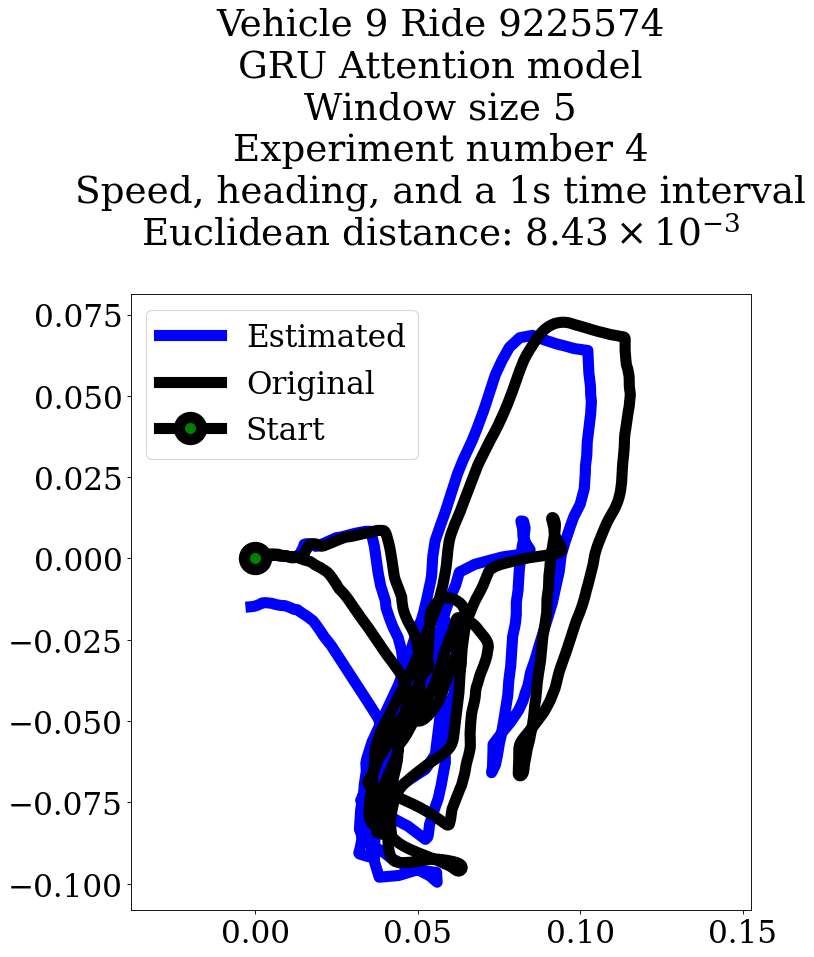 Vehicle 9 Ride 9225574
GRU Attention model
Window size 5
Experiment number 4
Speed, heading, and a 1s time interval
Euclidean distance: 8.43 × 10⁻³
Estimated
Original
Start
0.075
0.050
0.025
0.000
−0.025
−0.050
−0.075
−0.100
0.00 0.05 0.10 0.15